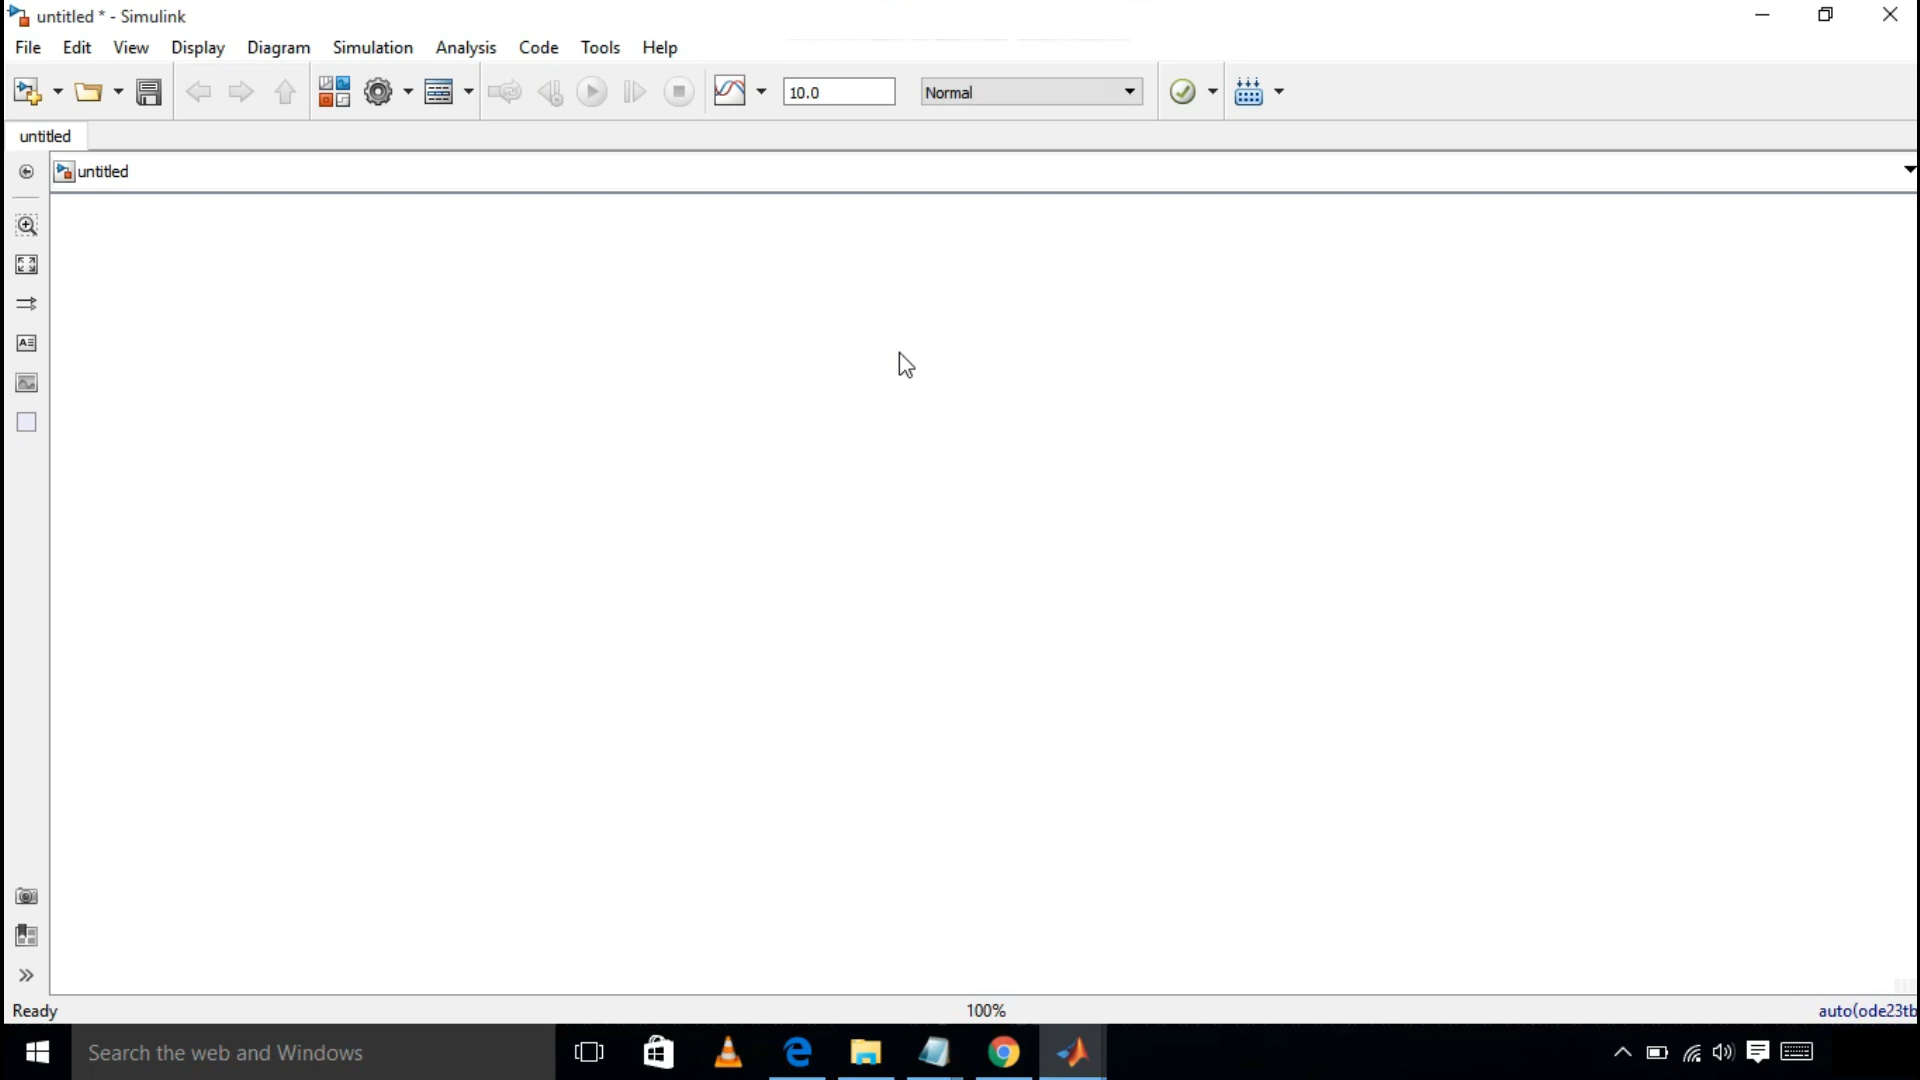 untitled * - Simulink
File Edit View Display Diagram Simulation Analysis Code Tools Help
10.0 Normal
untitled
untitled
Ready 100% auto(ode23tb
Search the web and Windows